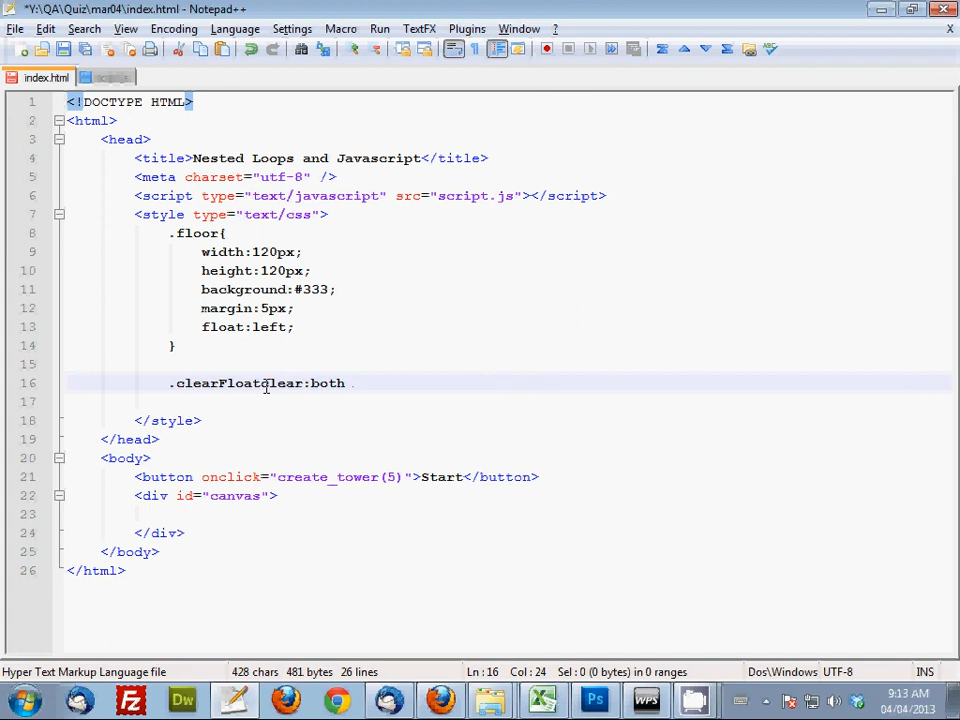 *Y:\QA\Quiz\mar04\index.html - Notepad++
File Edit Search View Encoding Language Settings Macro Run TextFX Plugins Window ? X
index.html
1 <!DOCTYPE HTML>
2 <html>
3 <head>
4 <title>Nested Loops and Javascript</title>
5 <meta charset="utf-8" />
6 <script type="text/javascript" src="script.js"></script>
7 <style type="text/css">
8 .floor{
9 width:120px;
10 height:120px;
11 background:#333;
12 margin:5px;
13 float:left;
14 }
15
16 .clearFloatclear:both
17
18 </style>
19 </head>
20 <body>
21 <button onclick="create_tower(5)">Start</button>
22 <div id="canvas">
23
24 </div>
25 </body>
26 </html>
Hyper Text Markup Language file 428 chars 481 bytes 26 lines Ln : 16 Col : 24 Sel : 0 (0 bytes) in 0 ranges Dos\Windows UTF-8 INS
Dw Ps WPS 9:13 AM
04/04/2013